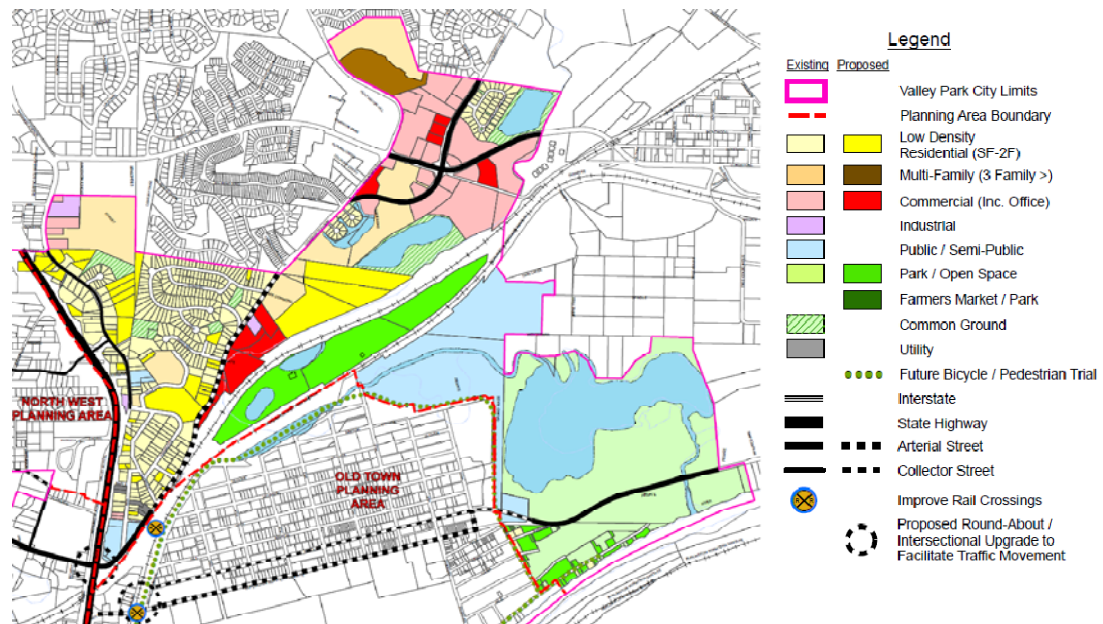 Legend
Existing Proposed
Valley Park City Limits
Planning Area Boundary
Low Density
Residential (SF-2F)
Multi-Family (3 Family >)
Commercial (Inc. Office)
Industrial
Public / Semi-Public
Park / Open Space
Farmers Market / Park
Common Ground
Utility
Future Bicycle / Pedestrian Trial
Interstate
State Highway
Arterial Street
Collector Street
Improve Rail Crossings
Proposed Round-About /
Intersectional Upgrade to
Facilitate Traffic Movement
NORTH WEST
PLANNING AREA
OLD TOWN
PLANNING
AREA